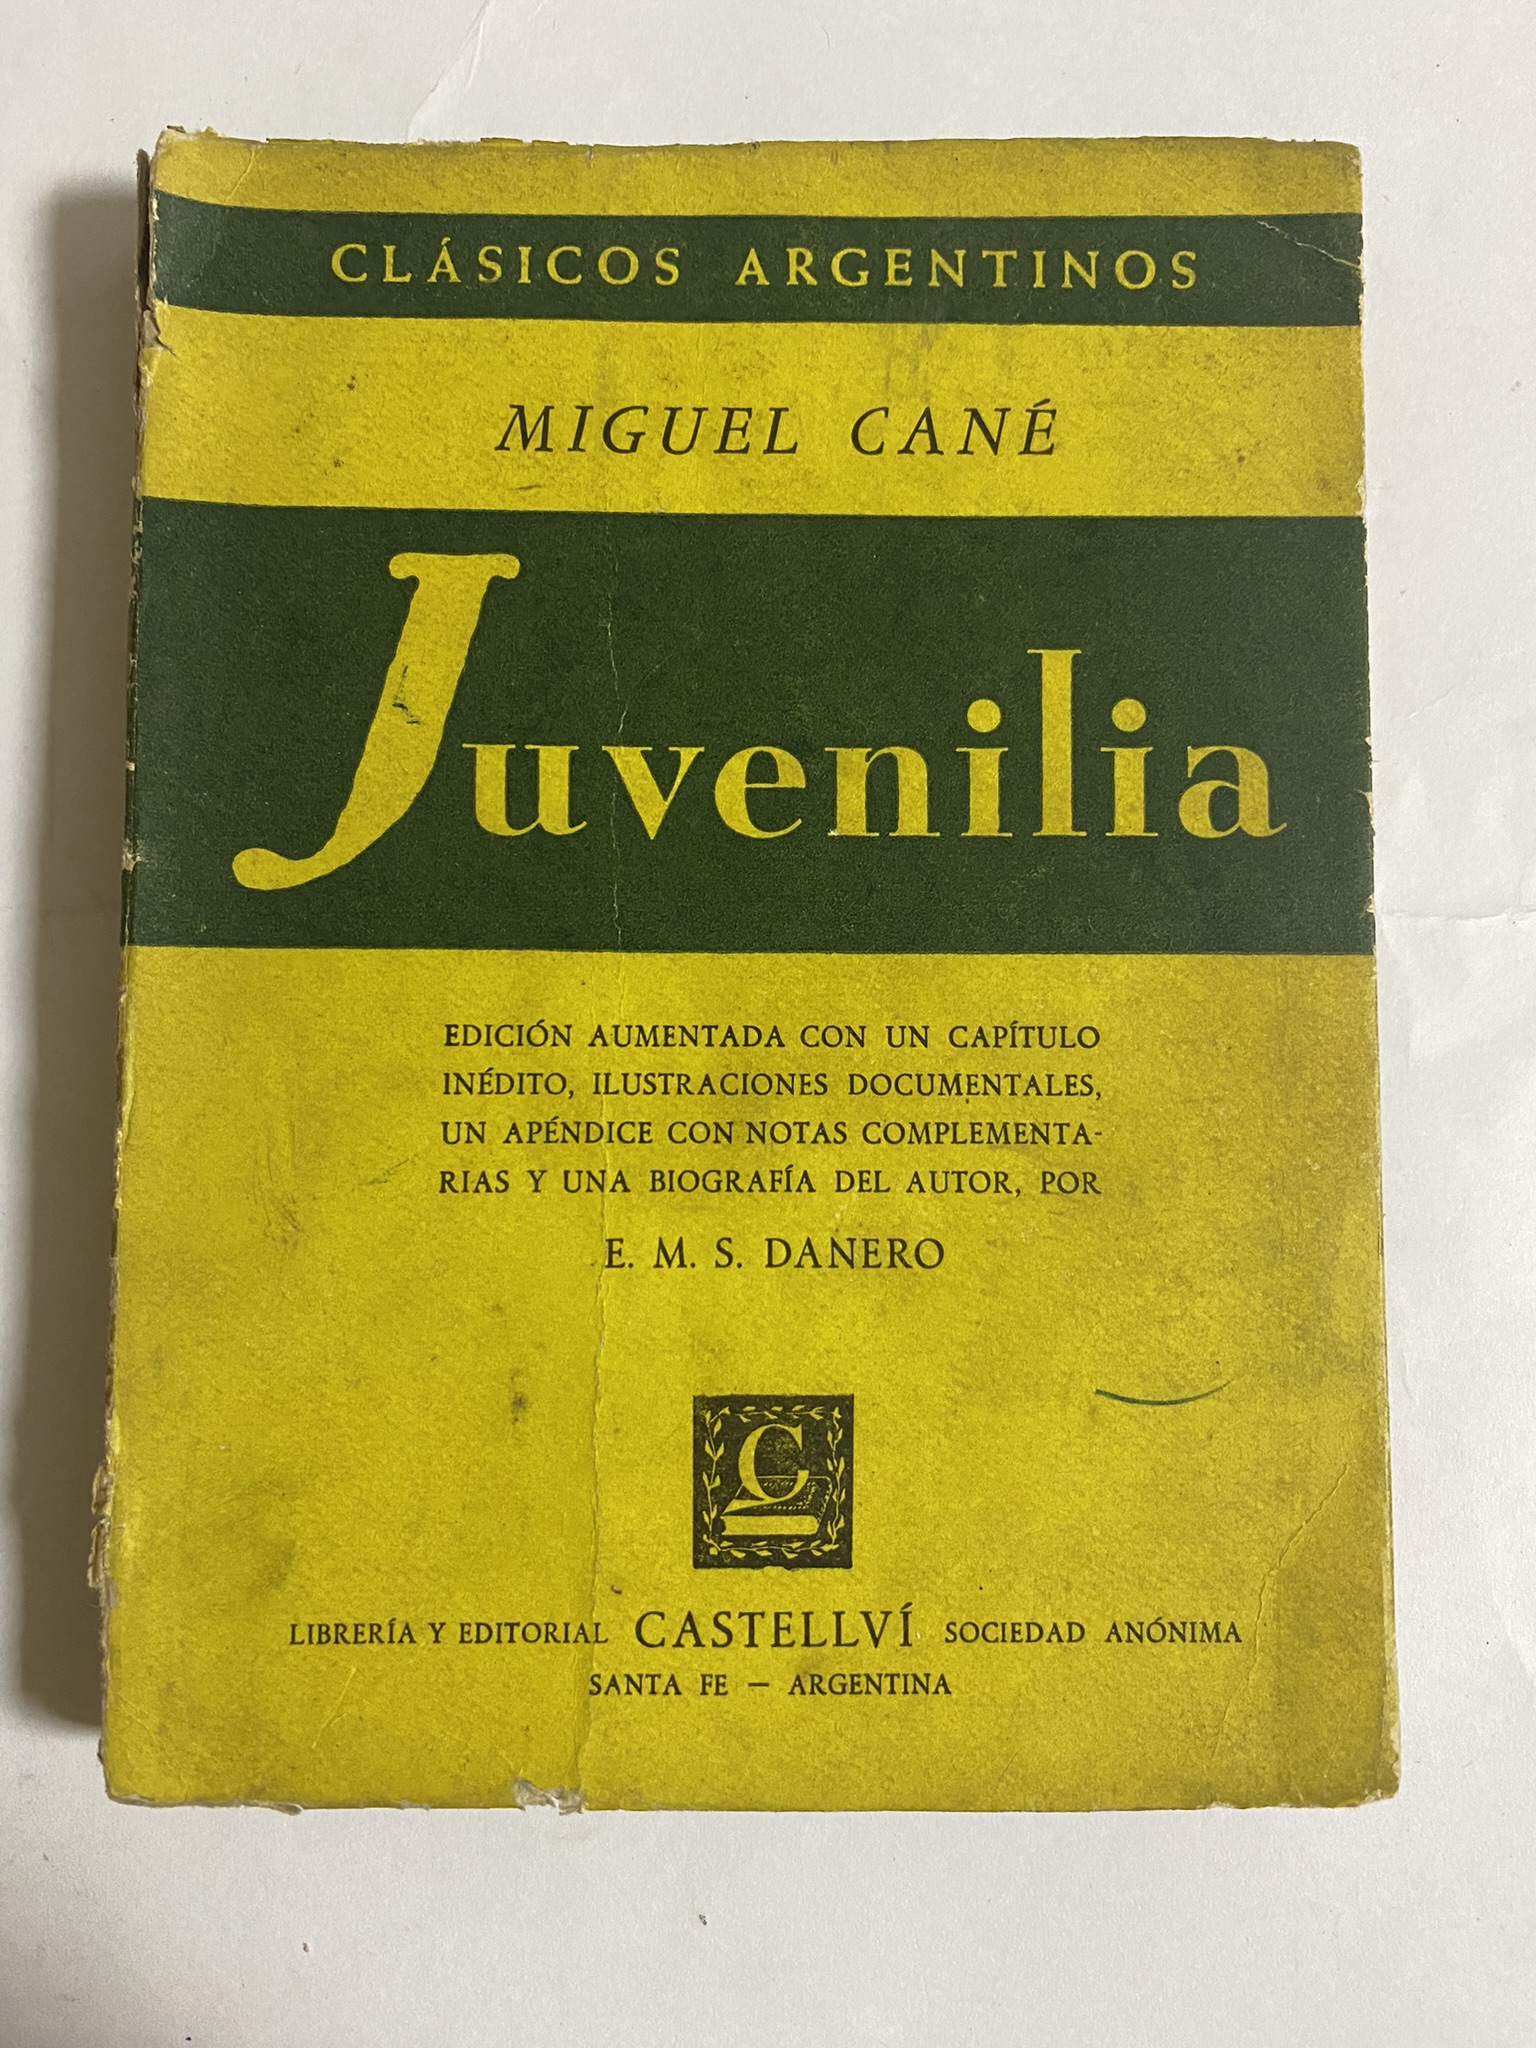 CLÁSICOS ARGENTINOS
MIGUEL CANÉ
Juvenilia
EDICIÓN AUMENTADA CON UN CAPÍTULO
INÉDITO, ILUSTRACIONES DOCUMENTALES,
UN APÉNDICE CON NOTAS COMPLEMENTA-
RIAS Y UNA BIOGRAFÍA DEL AUTOR, POR
E. M. S. DANERO
C
LIBRERÍA Y EDITORIAL CASTELLVÍ SOCIEDAD ANÓNIMA
SANTA FE — ARGENTINA